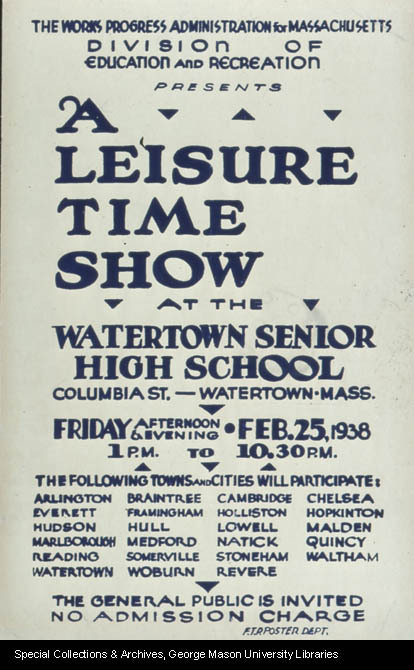 THE WORKS PROGRESS ADMINISTRATION for MASSACHUSETTS
DIVISION OF
EDUCATION AND RECREATION
PRESENTS
A
LEISURE
TIME
SHOW
AT THE
WATERTOWN SENIOR
HIGH SCHOOL
COLUMBIA ST. — WATERTOWN · MASS.
FRIDAY AFTERNOON & EVENING • FEB. 25, 1938
1 P.M. TO 10.30 P.M.
THE FOLLOWING TOWNS AND CITIES WILL PARTICIPATE:
ARLINGTON BRAINTREE CAMBRIDGE CHELSEA
EVERETT FRAMINGHAM HOLLISTON HOPKINTON
HUDSON HULL LOWELL MALDEN
MARLBOROUGH MEDFORD NATICK QUINCY
READING SOMERVILLE STONEHAM WALTHAM
WATERTOWN WOBURN REVERE
THE GENERAL PUBLIC IS INVITED
NO ADMISSION CHARGE
F.T.P. POSTER DEPT.
Special Collections & Archives, George Mason University Libraries